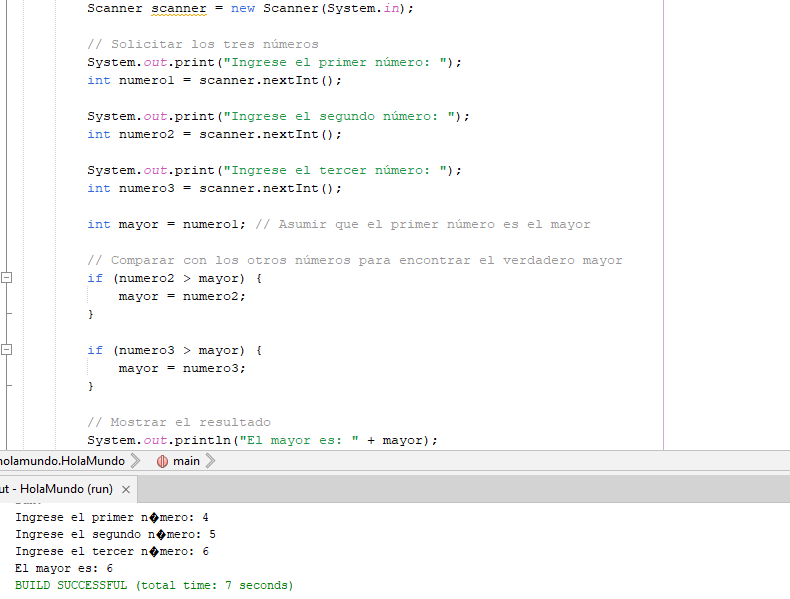 Scanner scanner = new Scanner(System.in);
// Solicitar los tres números
System.out.print("Ingrese el primer número: ");
int numero1 = scanner.nextInt();
System.out.print("Ingrese el segundo número: ");
int numero2 = scanner.nextInt();
System.out.print("Ingrese el tercer número: ");
int numero3 = scanner.nextInt();
int mayor = numero1; // Asumir que el primer número es el mayor
// Comparar con los otros números para encontrar el verdadero mayor
if (numero2 > mayor) {
mayor = numero2;
}
if (numero3 > mayor) {
mayor = numero3;
}
// Mostrar el resultado
System.out.println("El mayor es: " + mayor);
holamundo.HolaMundo main
ut - HolaMundo (run) ×
Ingrese el primer n�mero: 4
Ingrese el segundo n�mero: 5
Ingrese el tercer n�mero: 6
El mayor es: 6
BUILD SUCCESSFUL (total time: 7 seconds)